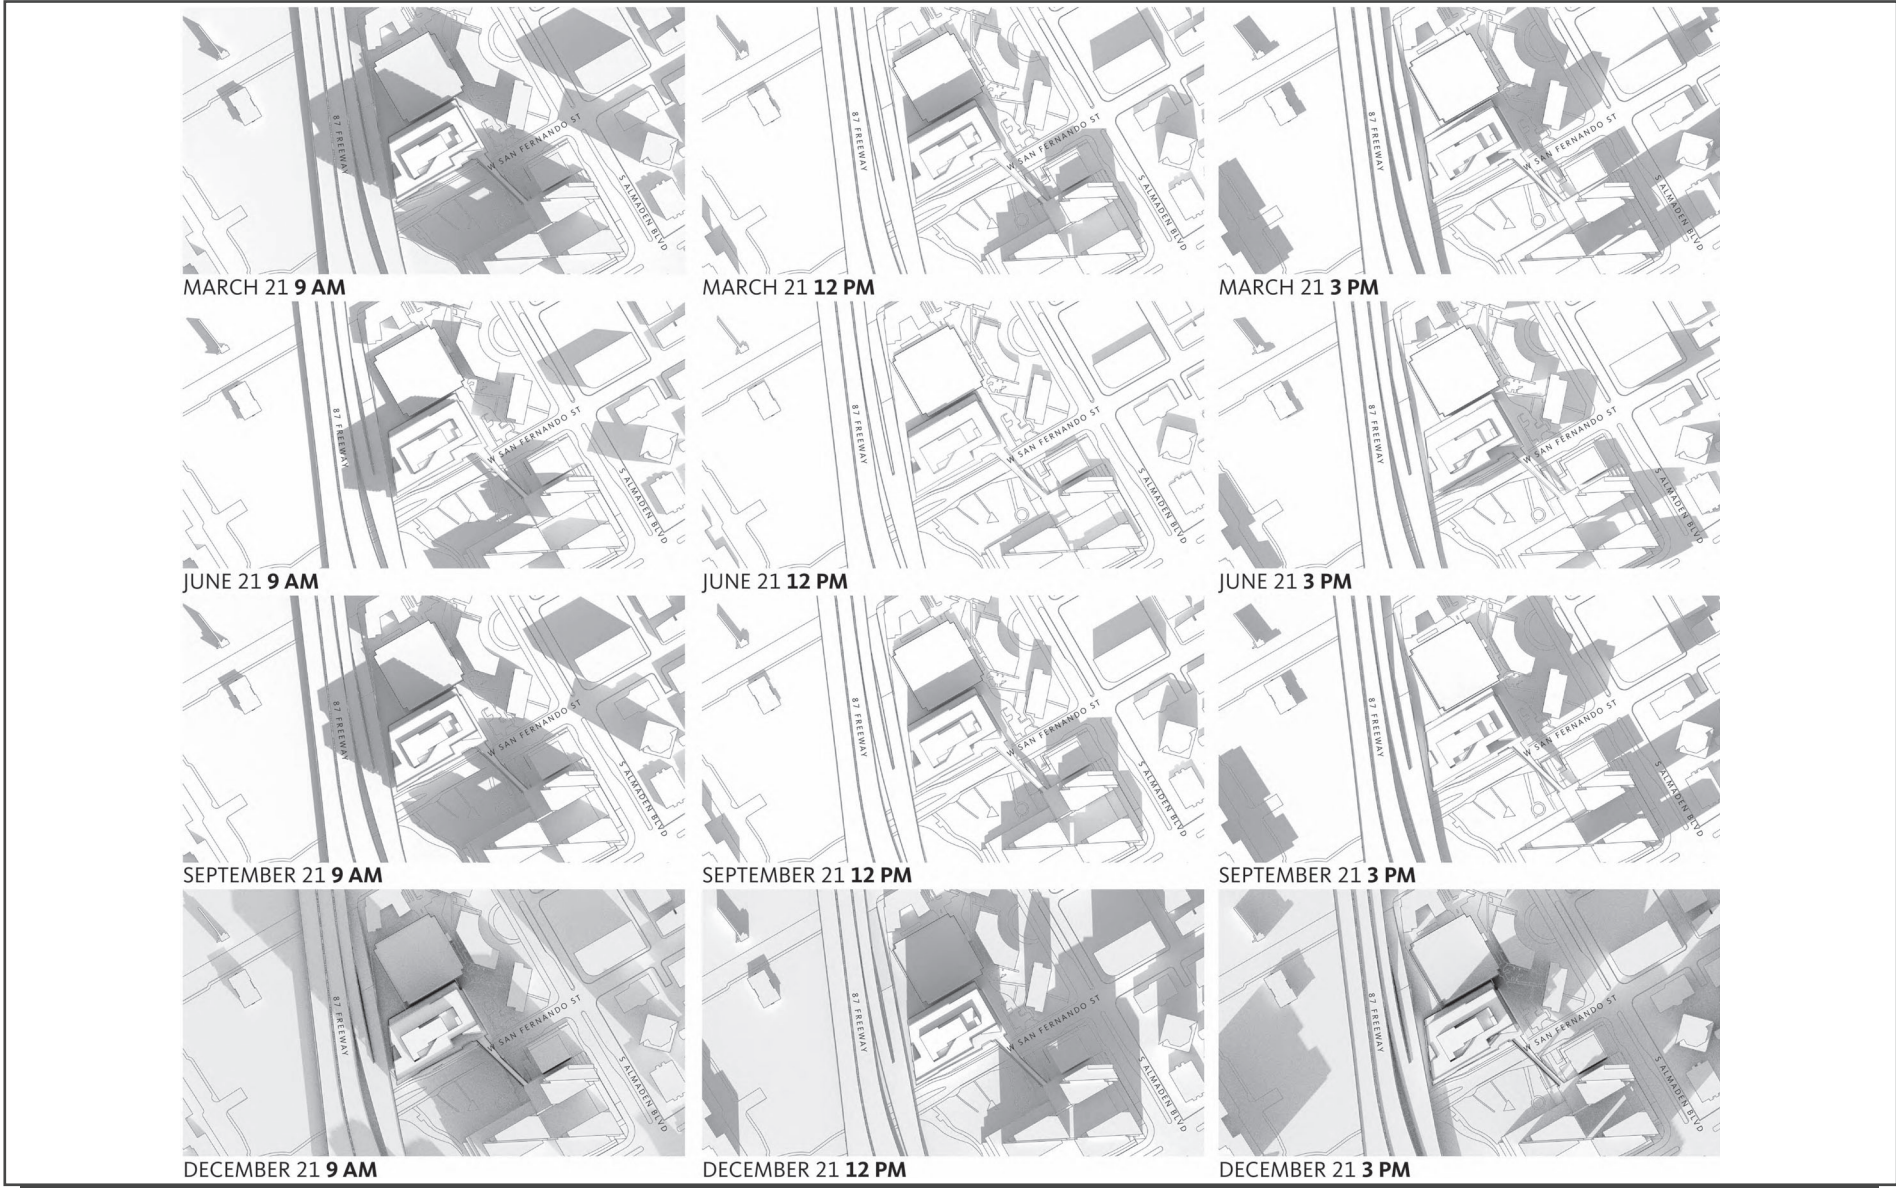 87 FREEWAY
W SAN FERNANDO ST
S ALMADEN BLVD
87 FREEWAY
W SAN FERNANDO ST
S ALMADEN BLVD
87 FREEWAY
W SAN FERNANDO ST
S ALMADEN BLVD
MARCH 21 9 AM
MARCH 21 12 PM
MARCH 21 3 PM
87 FREEWAY
W SAN FERNANDO ST
S ALMADEN BLVD
87 FREEWAY
W SAN FERNANDO ST
S ALMADEN BLVD
87 FREEWAY
W SAN FERNANDO ST
S ALMADEN BLVD
JUNE 21 9 AM
JUNE 21 12 PM
JUNE 21 3 PM
87 FREEWAY
W SAN FERNANDO ST
S ALMADEN BLVD
87 FREEWAY
W SAN FERNANDO ST
S ALMADEN BLVD
87 FREEWAY
W SAN FERNANDO ST
S ALMADEN BLVD
SEPTEMBER 21 9 AM
SEPTEMBER 21 12 PM
SEPTEMBER 21 3 PM
87 FREEWAY
W SAN FERNANDO ST
S ALMADEN BLVD
87 FREEWAY
W SAN FERNANDO ST
S ALMADEN BLVD
87 FREEWAY
W SAN FERNANDO ST
S ALMADEN BLVD
DECEMBER 21 9 AM
DECEMBER 21 12 PM
DECEMBER 21 3 PM